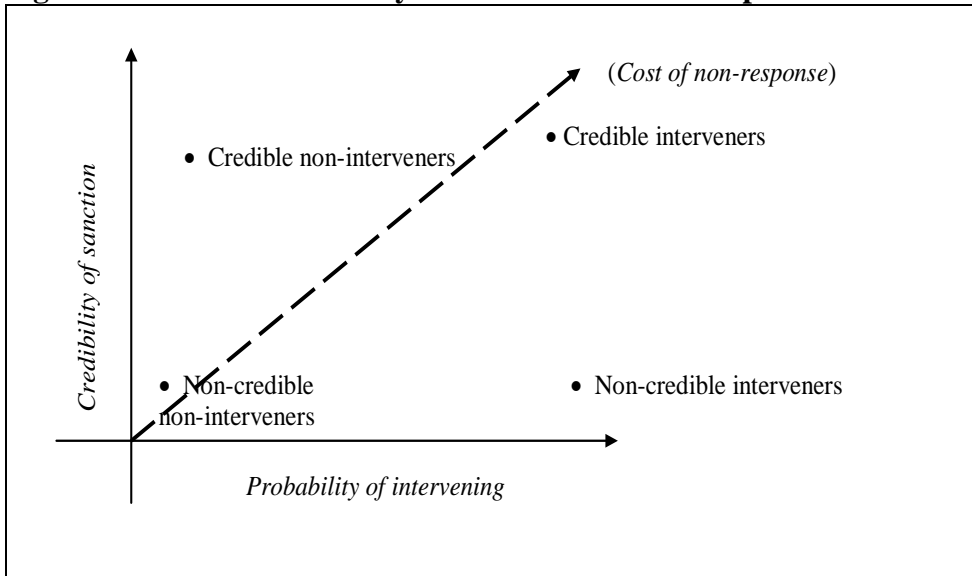 (Cost of non-response)
• Credible interveners
• Credible non-interveners
Credibility of sanction
• Non-credible
non-interveners
• Non-credible interveners
Probability of intervening